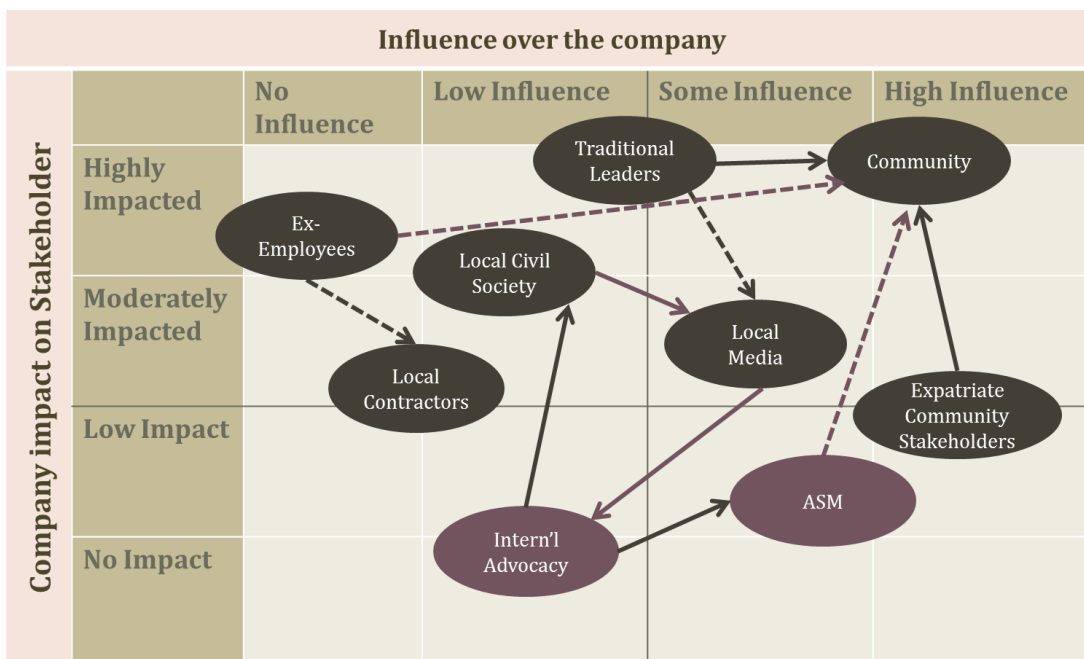 Influence over the company
Company impact on Stakeholder
No
Influence
Low Influence
Some Influence
High Influence
Highly
Impacted
Moderately
Impacted
Low Impact
No Impact
Traditional
Leaders
Community
Ex-
Employees
Local Civil
Society
Local
Media
Local
Contractors
Expatriate
Community
Stakeholders
ASM
Intern’l
Advocacy